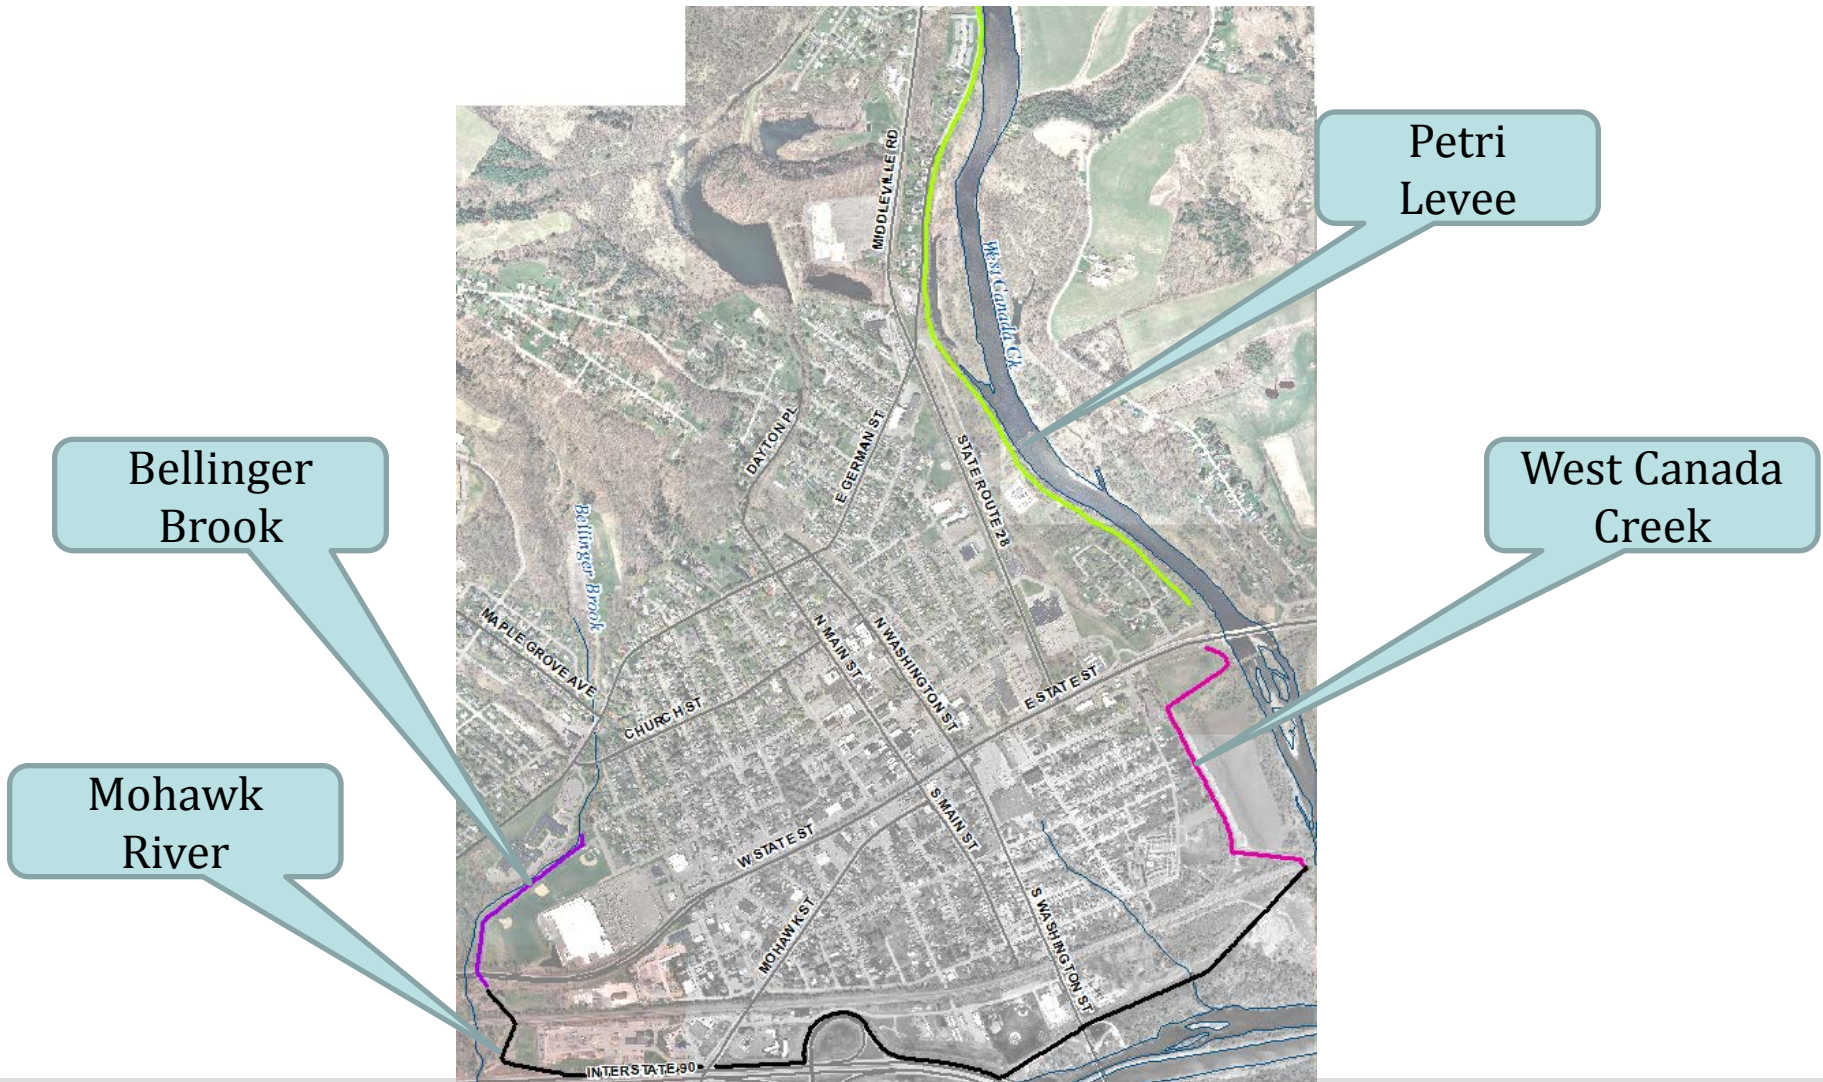 Petri
Levee
West Canada
Creek
Bellinger
Brook
Mohawk
River
MIDDLEVILLE RD
West Canada Ck
DAYTON PL
E GERMAN ST
STATE ROUTE 28
Bellinger Brook
MAPLE GROVE AVE
N MAIN ST
N WASHINGTON ST
CHURCH ST
E STATE ST
S MAIN ST
W STATE ST
MOHAWK ST
S WASHINGTON ST
INTERSTATE 90